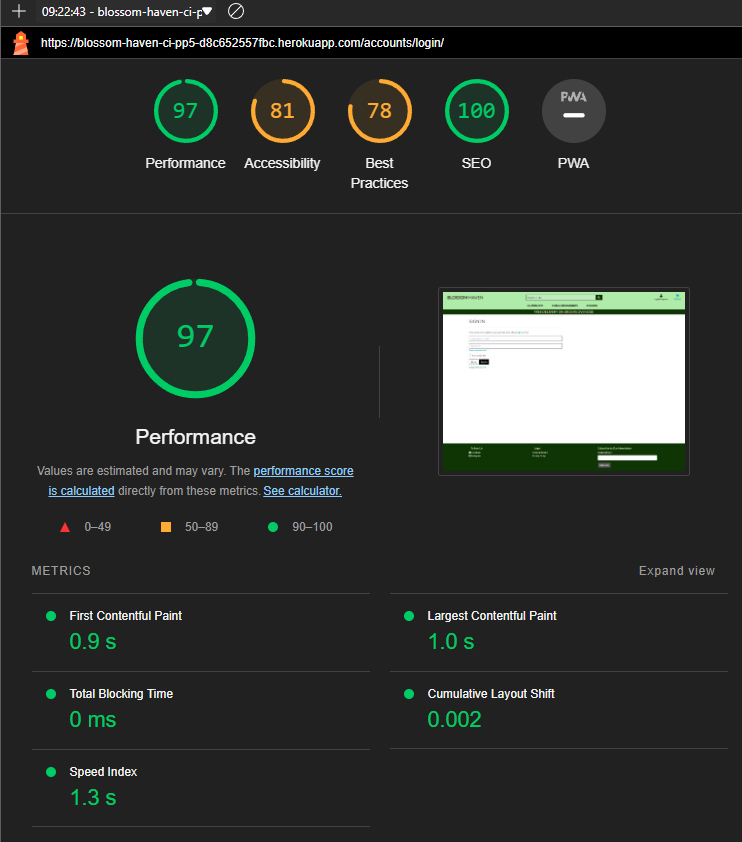 09:22:43 - blossom-haven-ci-p
https://blossom-haven-ci-pp5-d8c652557fbc.herokuapp.com/accounts/login/
97
81
78
100
PWA
Performance
Accessibility
Best
Practices
SEO
PWA
97
BLOSSOM HAVEN
SIGN IN
Performance
Values are estimated and may vary. The performance score
is calculated directly from these metrics. See calculator.
0–49
50–89
90–100
METRICS
Expand view
First Contentful Paint
0.9 s
Largest Contentful Paint
1.0 s
Total Blocking Time
0 ms
Cumulative Layout Shift
0.002
Speed Index
1.3 s